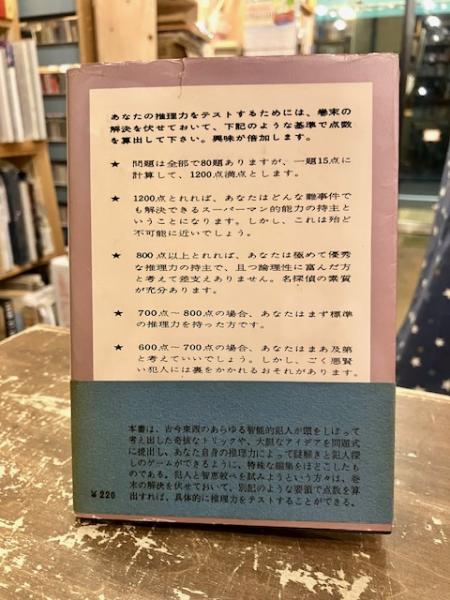 あなたの推理力をテストするためには、巻末の
解決を伏せておいて、下記のような基準で点数
を算出して下さい。興味が倍加します。
★ 問題は全部で80題ありますが、一題15点に
計算して、1200点満点とします。
★ 1200点とれれば、あなたはどんな難事件で
も解決できるスーパーマン的能力の持主と
いうことになります。しかし、これは殆ど
不可能に近いでしょう。
★ 800点以上とれれば、あなたは極めて優秀
な推理力の持主で、且つ論理性に富んだ方
と考えて差支えありません。名探偵の素質
が充分あります。
★ 700点〜800点の場合、あなたはまず標準
の推理力を持った方です。
★ 600点〜700点の場合、あなたはまあ及第
と考えていいでしょう。しかし、ごく悪賢
い犯人には裏をかかれるおそれがあります。
本書は、古今東西のあらゆる智能的犯人が頭をしぼって
考え出した奇抜なトリックや、大胆なアイデアを問題式
に提出し、あなた自身の推理力によって謎解きと犯人探
しのゲームができるように、特殊な編集をほどこしたも
のである。犯人と智恵較べを試みようという方々は、巻
末の解決を伏せておいて、別記のような要領で点数を算
出すれば、具体的に推理力をテストすることができる。
¥220